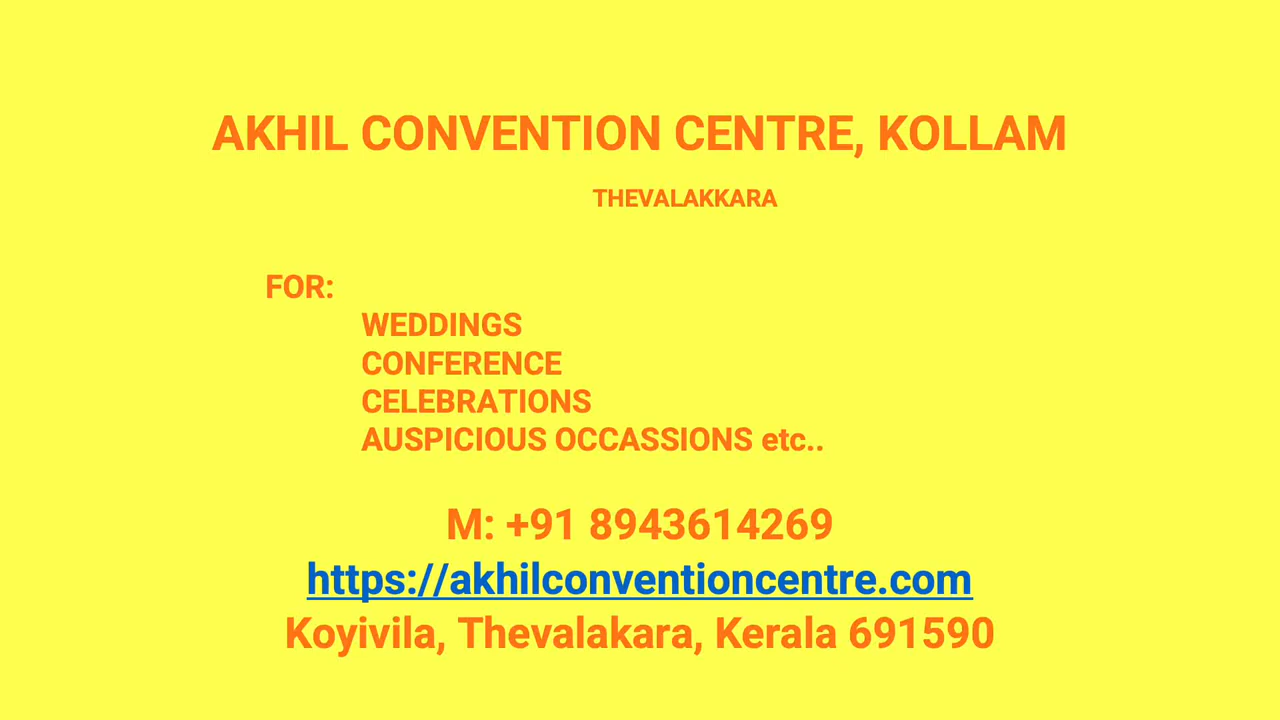 AKHIL CONVENTION CENTRE, KOLLAM
THEVALAKKARA
FOR:
WEDDINGS
CONFERENCE
CELEBRATIONS
AUSPICIOUS OCCASSIONS etc..
M: +91 8943614269
https://akhilconventioncentre.com
Koyivila, Thevalakara, Kerala 691590